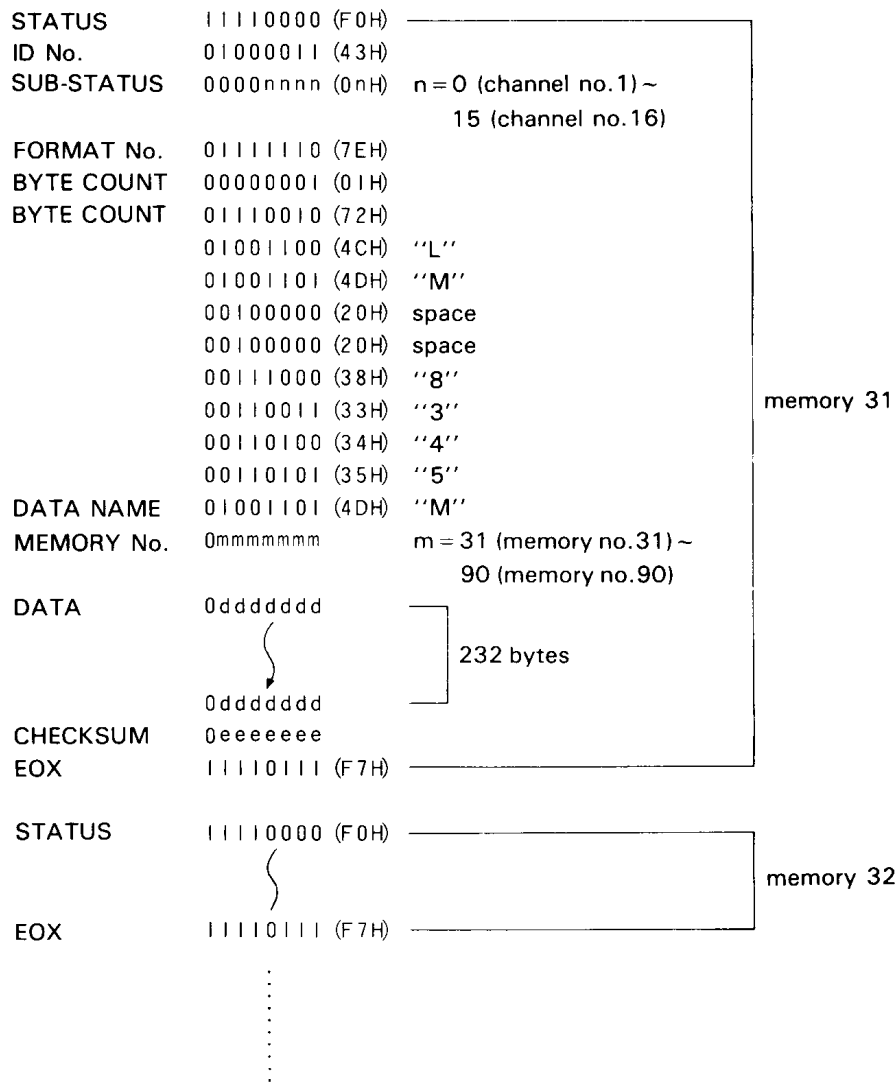 STATUS 11110000 (F0H)
ID No. 01000011 (43H)
SUB-STATUS 0000nnnn (0nH) n=0 (channel no.1)~
15 (channel no.16)
FORMAT No. 01111110 (7EH)
BYTE COUNT 00000001 (01H)
BYTE COUNT 01110010 (72H)
01001100 (4CH) ''L''
01001101 (4DH) ''M''
00100000 (20H) space
00100000 (20H) space
00111000 (38H) ''8''
memory 31
00110011 (33H) ''3''
00110100 (34H) ''4''
00110101 (35H) ''5''
DATA NAME 01001101 (4DH) ''M''
MEMORY No. 0mmmmmmm m=31 (memory no.31)~
90 (memory no.90)
DATA 0ddddddd
232 bytes
0ddddddd
CHECKSUM 0eeeeeee
EOX 11110111 (F7H)
STATUS 11110000 (F0H)
memory 32
EOX 11110111 (F7H)